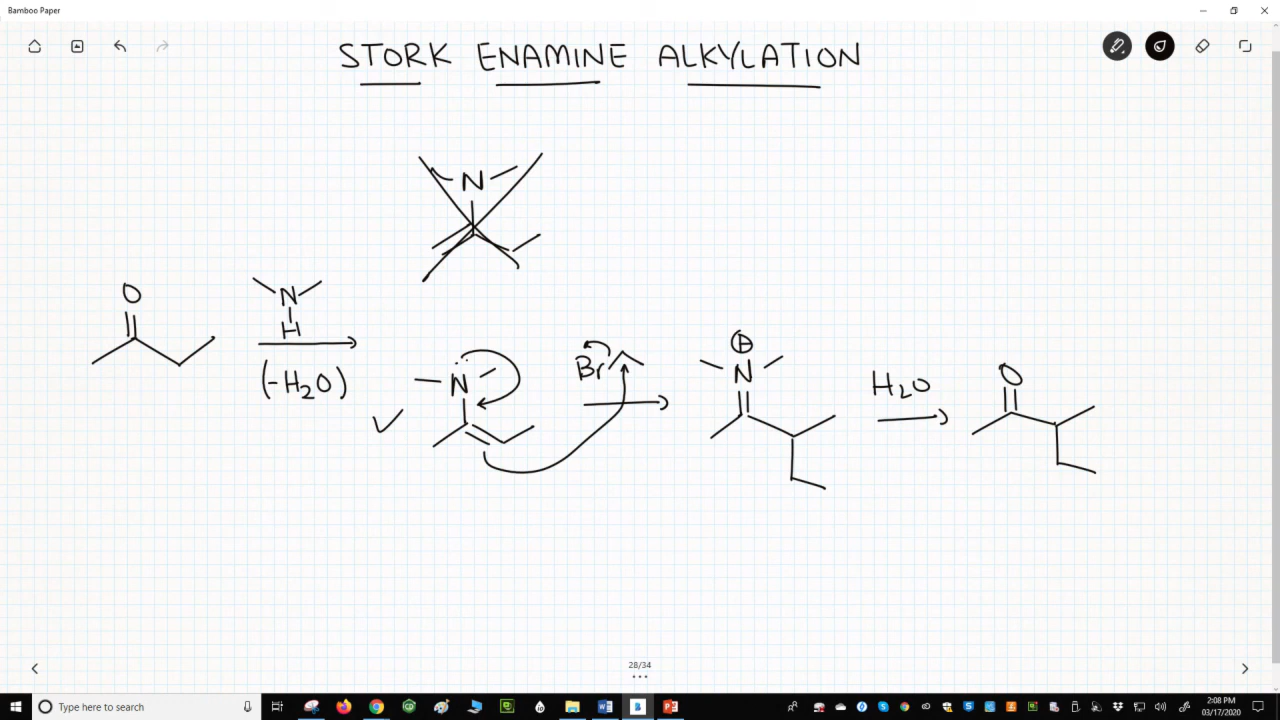 Bamboo Paper
STORK ENAMINE ALKYLATION
N
O
N
H
(-H₂O)
N
Br
⊕
N
H₂O
O
28/34
Type here to search
2:08 PM
03/17/2020